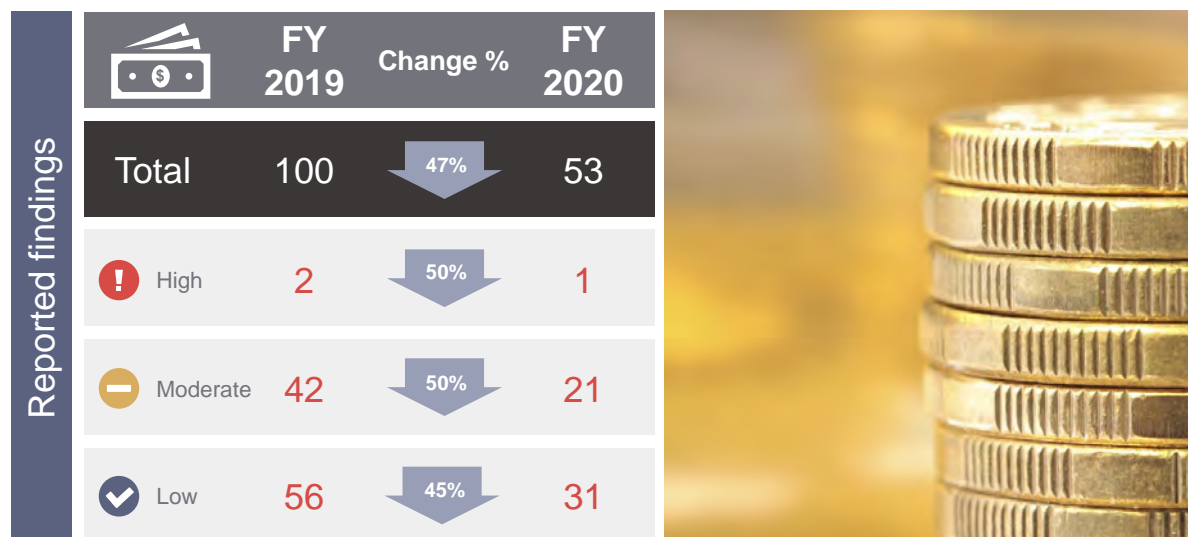 Reported findings
FY
2019
Change %
FY
2020
Total 100 47% 53
High 2 50% 1
Moderate 42 50% 21
Low 56 45% 31